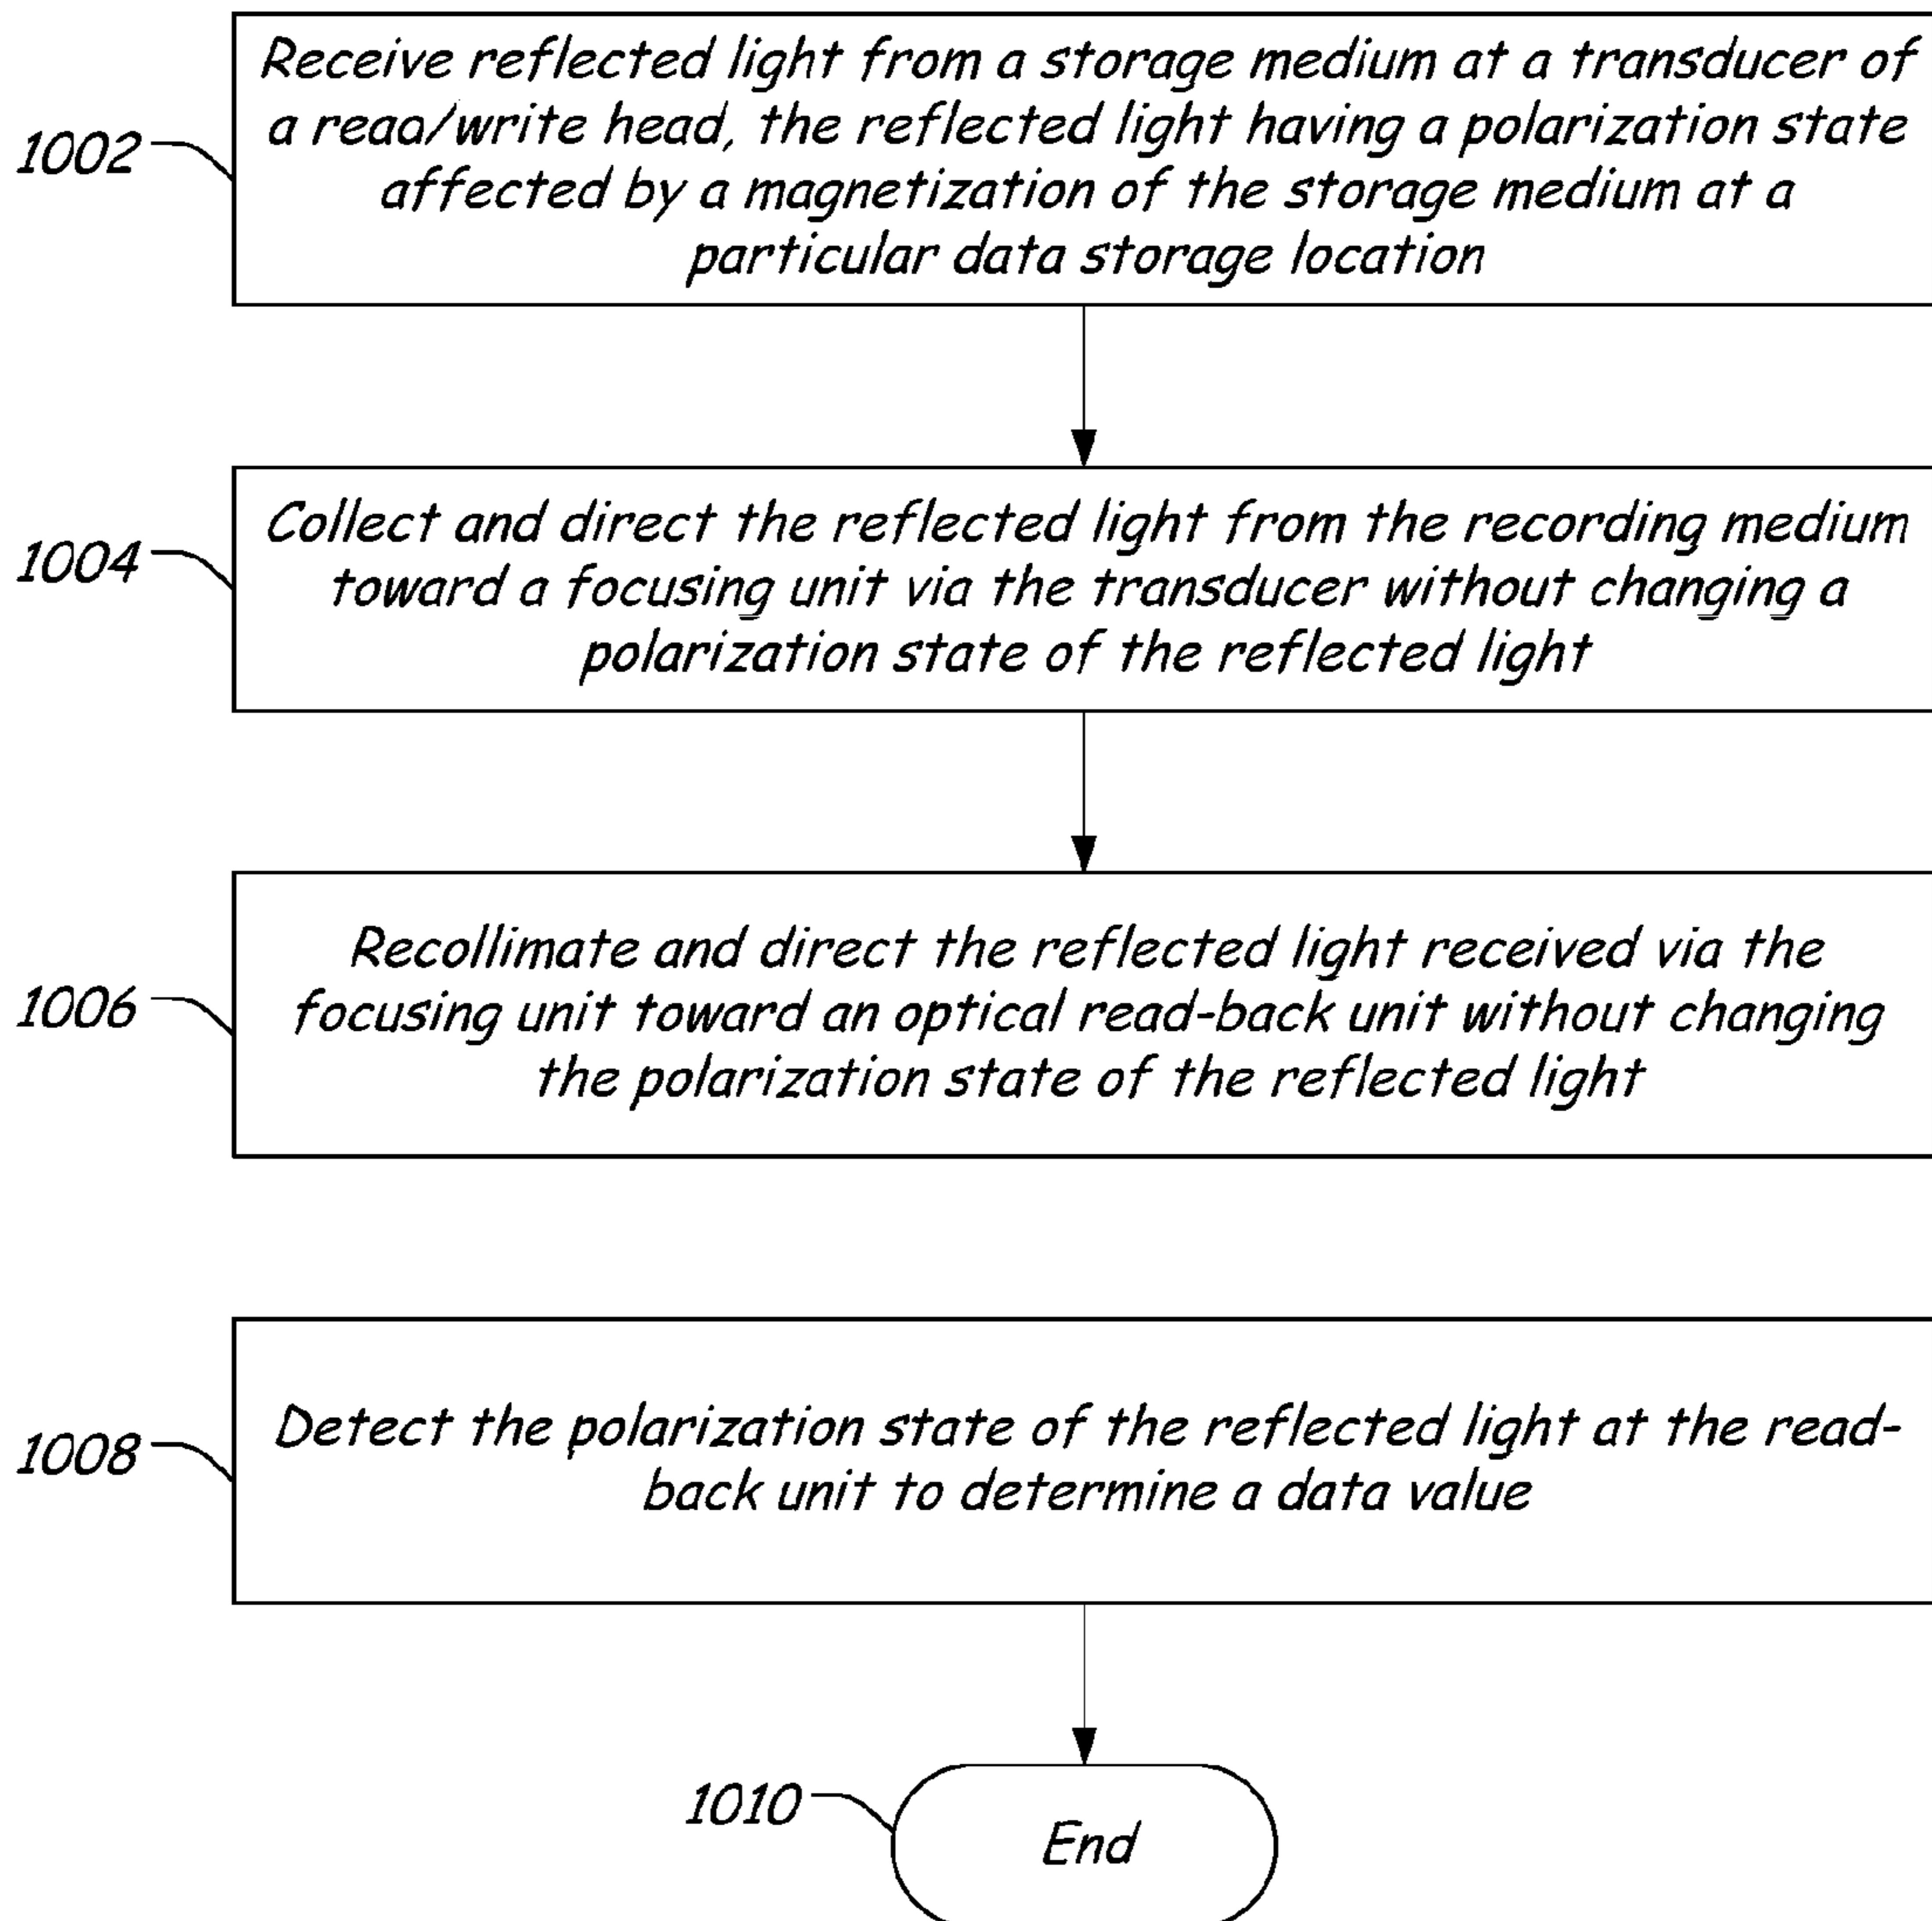 1002
Receive reflected light from a storage medium at a transducer of
a read/write head, the reflected light having a polarization state
affected by a magnetization of the storage medium at a
particular data storage location
1004
Collect and direct the reflected light from the recording medium
toward a focusing unit via the transducer without changing a
polarization state of the reflected light
1006
Recollimate and direct the reflected light received via the
focusing unit toward an optical read-back unit without changing
the polarization state of the reflected light
1008
Detect the polarization state of the reflected light at the read-
back unit to determine a data value
1010
End